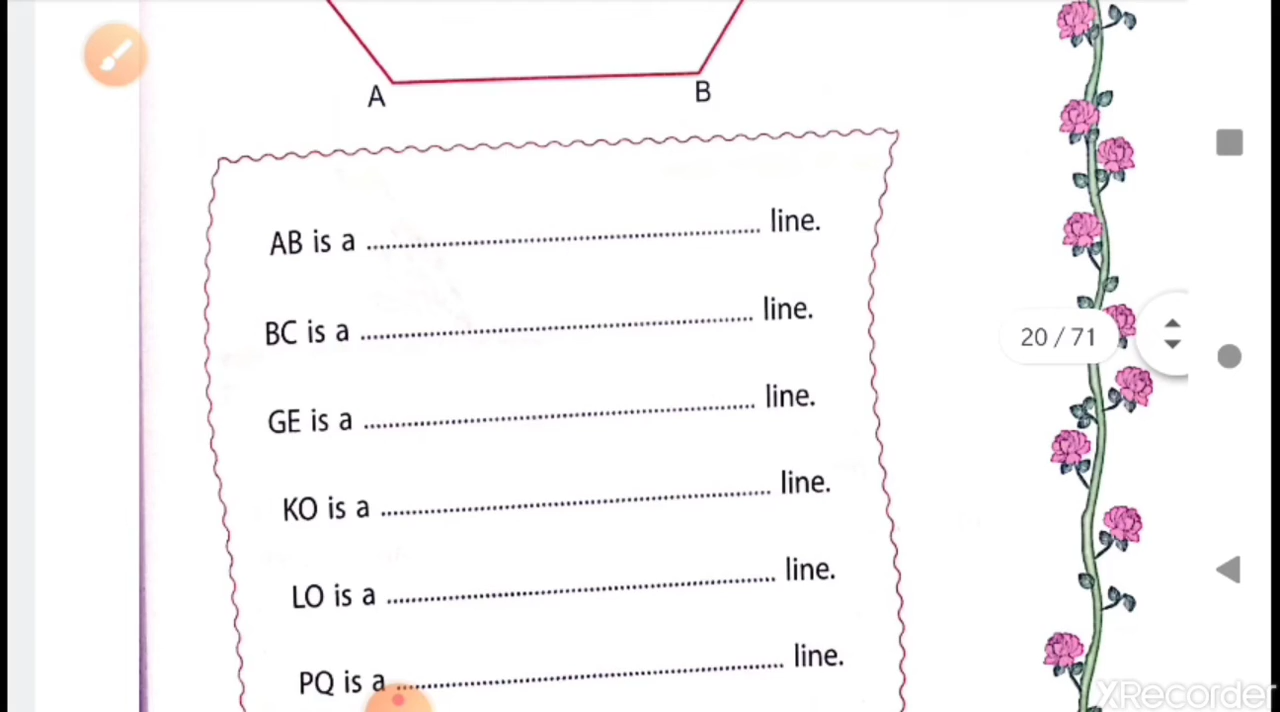 A
B
AB is a ........................ line.
BC is a ........................ line.
20 / 71
GE is a ........................ line.
KO is a ........................ line.
LO is a ........................ line.
PQ is a ........................ line.
XRecorder